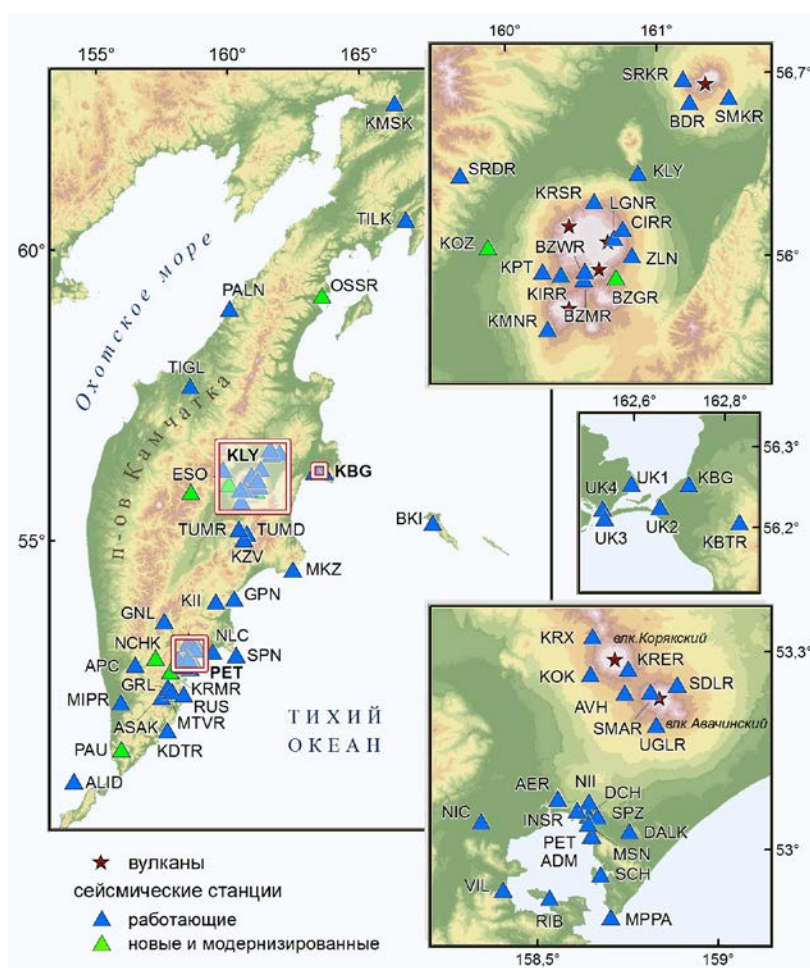 155°
160°
165°
KMSK
TILK
60°
OSSR
PALN
Охотское море
TIGL
п-ов Камчатка
KLY
KBG
ESO
TUMR
TUMD
KZV
55°
BKI
MKZ
KII
GPN
GNL
NCHK
NLC
APC
SPN
PET
GRL
KRMR
MIPR
RUS
ASAK
MTVR
PAU
KDTR
ALID
ТИХИЙ
ОКЕАН
вулканы
сейсмические станции
работающие
новые и модернизированные
160°
161°
56,7°
SRKR
BDR
SMKR
SRDR
KLY
KRSR
LGNR
CIRR
KOZ
BZWR
ZLN
56°
KPT
KIRR
BZGR
BZMR
KMNR
162,6°
162,8°
56,3°
UK1
KBG
UK4
UK2
56,2°
UK3
KBTR
KRX
влк.Корякский
53,3°
KRER
KOK
SDLR
AVH
SMAR
влк.Авачинский
UGLR
AER
NII
DCH
NIC
INSR
SPZ
DALK
PET
MSN
53°
ADM
SCH
VIL
RIB
MPPA
158,5°
159°